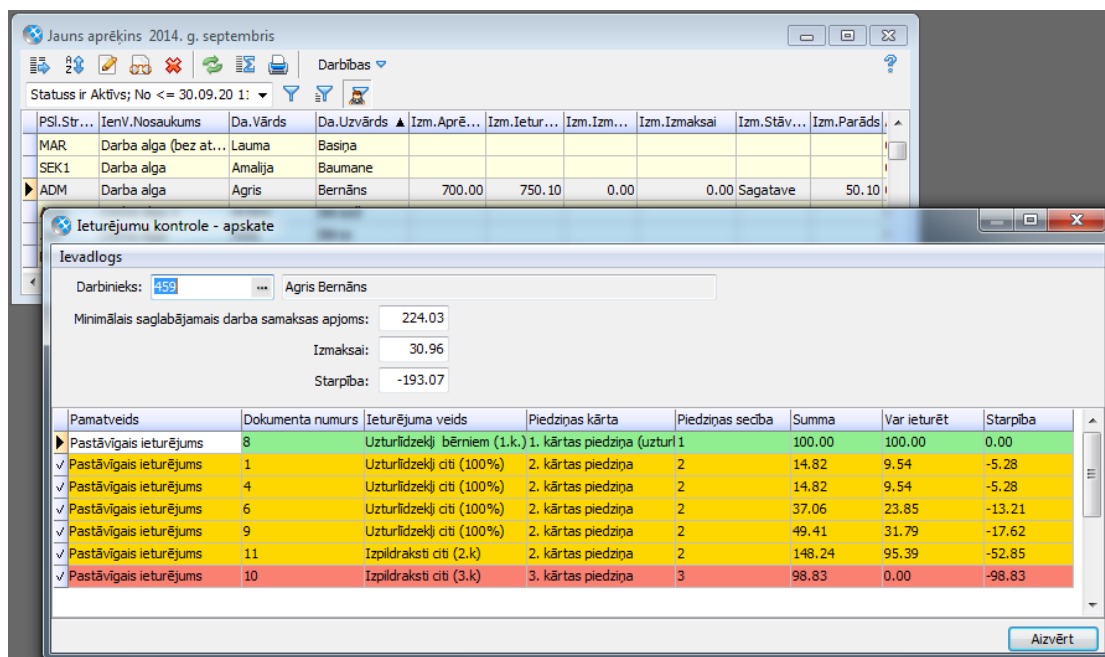 Jauns aprēķins 2014. g. septembris
Darbības
Statuss ir Aktīvs; No <= 30.09.20 1:
PSl.Str... IenV.Nosaukums Da.Vārds Da.Uzvārds Izm.Aprē... Izm.Ietur... Izm.Izm... Izm.Izmaksai Izm.Stāv... Izm.Parāds
MAR Darba alga (bez at... Lauma Basiņa
SEK1 Darba alga Amalija Baumane
ADM Darba alga Agris Bernāns 700.00 750.10 0.00 0.00 Sagatave 50.10
Ieturējumu kontrole - apskate
Ievadlogs
Darbinieks: 459 ... Agris Bernāns
Minimālais saglabājamais darba samaksas apjoms: 224.03
Izmaksai: 30.96
Starpība: -193.07
Pamatveids Dokumenta numurs Ieturējuma veids Piedziņas kārta Piedziņas secība Summa Var ieturēt Starpība
Pastāvīgais ieturējums 8 Uzturlīdzekļi bērniem (1.k.) 1. kārtas piedziņa (uzturl 1 100.00 100.00 0.00
Pastāvīgais ieturējums 1 Uzturlīdzekļi citi (100%) 2. kārtas piedziņa 2 14.82 9.54 -5.28
Pastāvīgais ieturējums 4 Uzturlīdzekļi citi (100%) 2. kārtas piedziņa 2 14.82 9.54 -5.28
Pastāvīgais ieturējums 6 Uzturlīdzekļi citi (100%) 2. kārtas piedziņa 2 37.06 23.85 -13.21
Pastāvīgais ieturējums 9 Uzturlīdzekļi citi (100%) 2. kārtas piedziņa 2 49.41 31.79 -17.62
Pastāvīgais ieturējums 11 Izpildraksti citi (2.k) 2. kārtas piedziņa 2 148.24 95.39 -52.85
Pastāvīgais ieturējums 10 Izpildraksti citi (3.k) 3. kārtas piedziņa 3 98.83 0.00 -98.83
Aizvērt